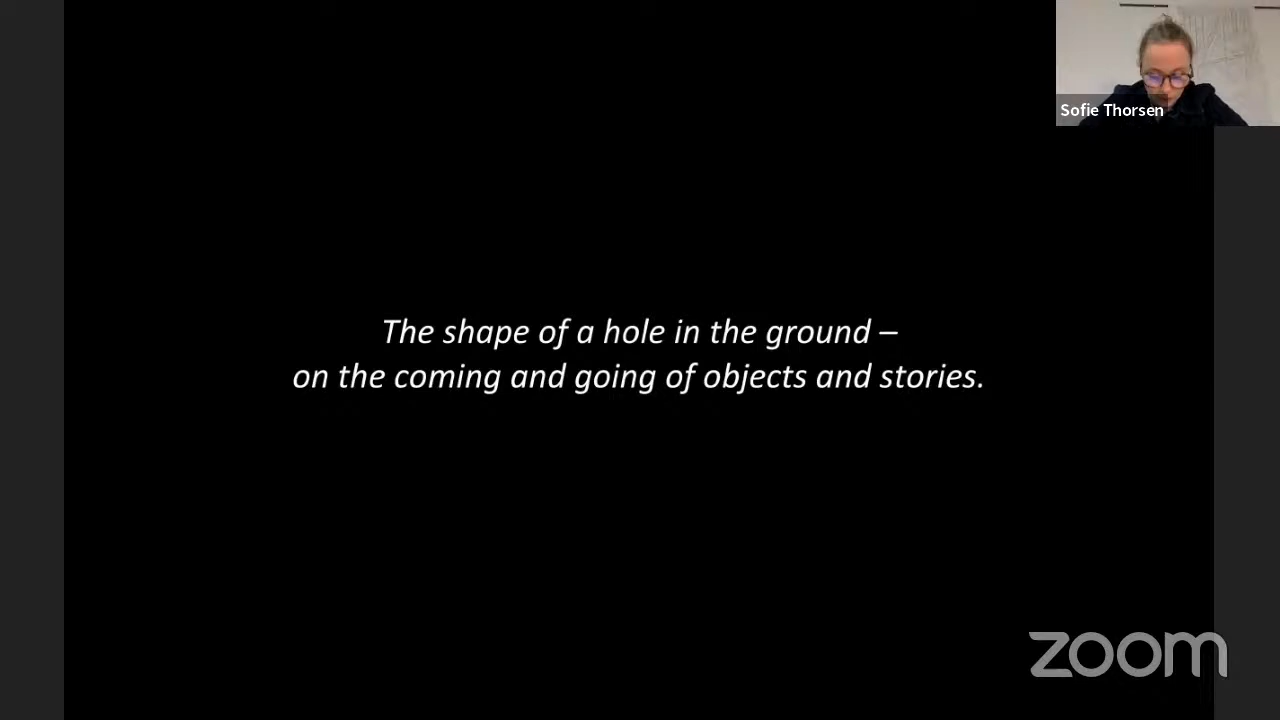 Sofie Thorsen
The shape of a hole in the ground –
on the coming and going of objects and stories.
zoom